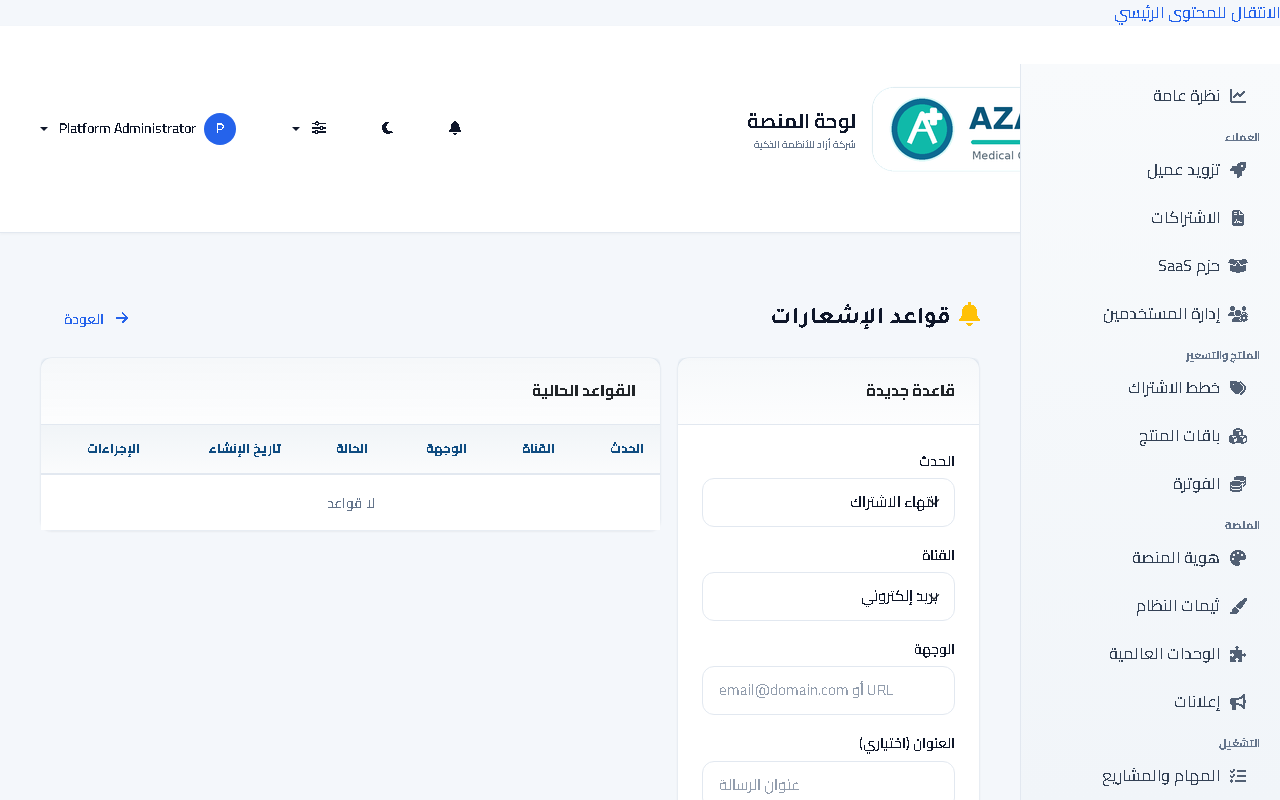 الانتقال للمحتوى الرئيسي
نظرة عامة
العملاء
تزويد عميل
الاشتراكات
حزم SaaS
إدارة المستخدمين
المنتج والتسعير
خطط الاشتراك
باقات المنتج
الفوترة
المنصة
هوية المنصة
ثيمات النظام
الوحدات العالمية
إعلانات
التشغيل
المهام والمشاريع
AZA
Medical
لوحة المنصة
شركة أزاد للأنظمة الذكية
P
Platform Administrator
قواعد الإشعارات
العودة
قاعدة جديدة
الحدث
انتهاء الاشتراك
القناة
بريد إلكتروني
الوجهة
email@domain.com أو URL
العنوان (اختياري)
عنوان الرسالة
القواعد الحالية
الحدث القناة الوجهة الحالة تاريخ الإنشاء الإجراءات
لا قواعد